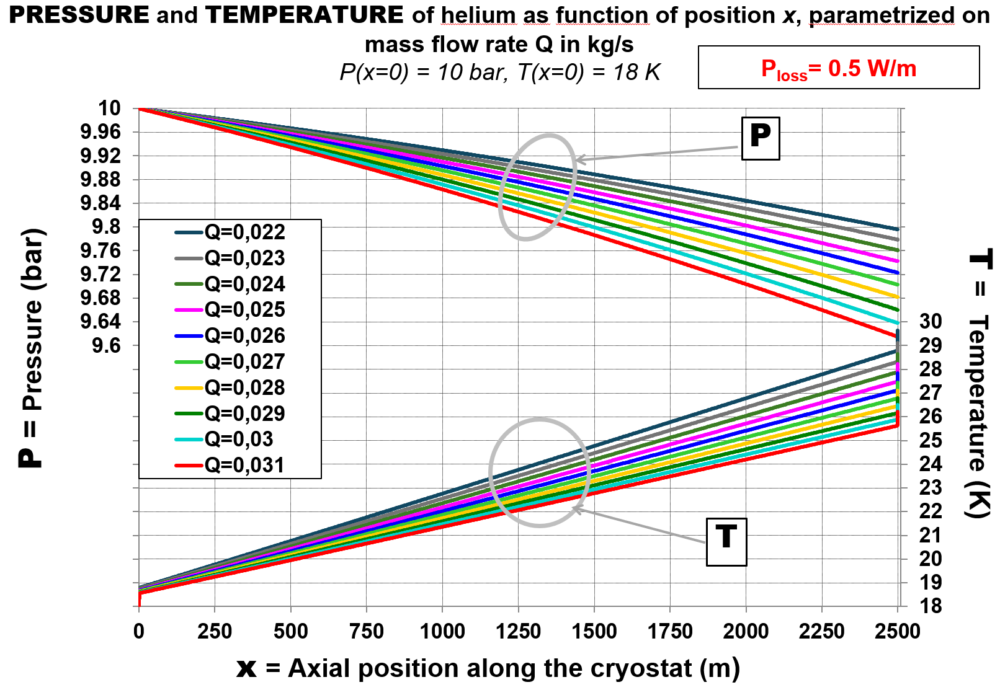 PRESSURE and TEMPERATURE of helium as function of position x, parametrized on
mass flow rate Q in kg/s
P(x=0) = 10 bar, T(x=0) = 18 K
Ploss= 0.5 W/m
P = Pressure (bar)
10
9.96
9.92
9.88
9.84
9.8
9.76
9.72
9.68
9.64
9.6
P
Q=0,022
Q=0,023
Q=0,024
Q=0,025
Q=0,026
Q=0,027
Q=0,028
Q=0,029
Q=0,03
Q=0,031
T
T = Temperature (K)
30
29
28
27
26
25
24
23
22
21
20
19
18
0 250 500 750 1000 1250 1500 1750 2000 2250 2500
x = Axial position along the cryostat (m)